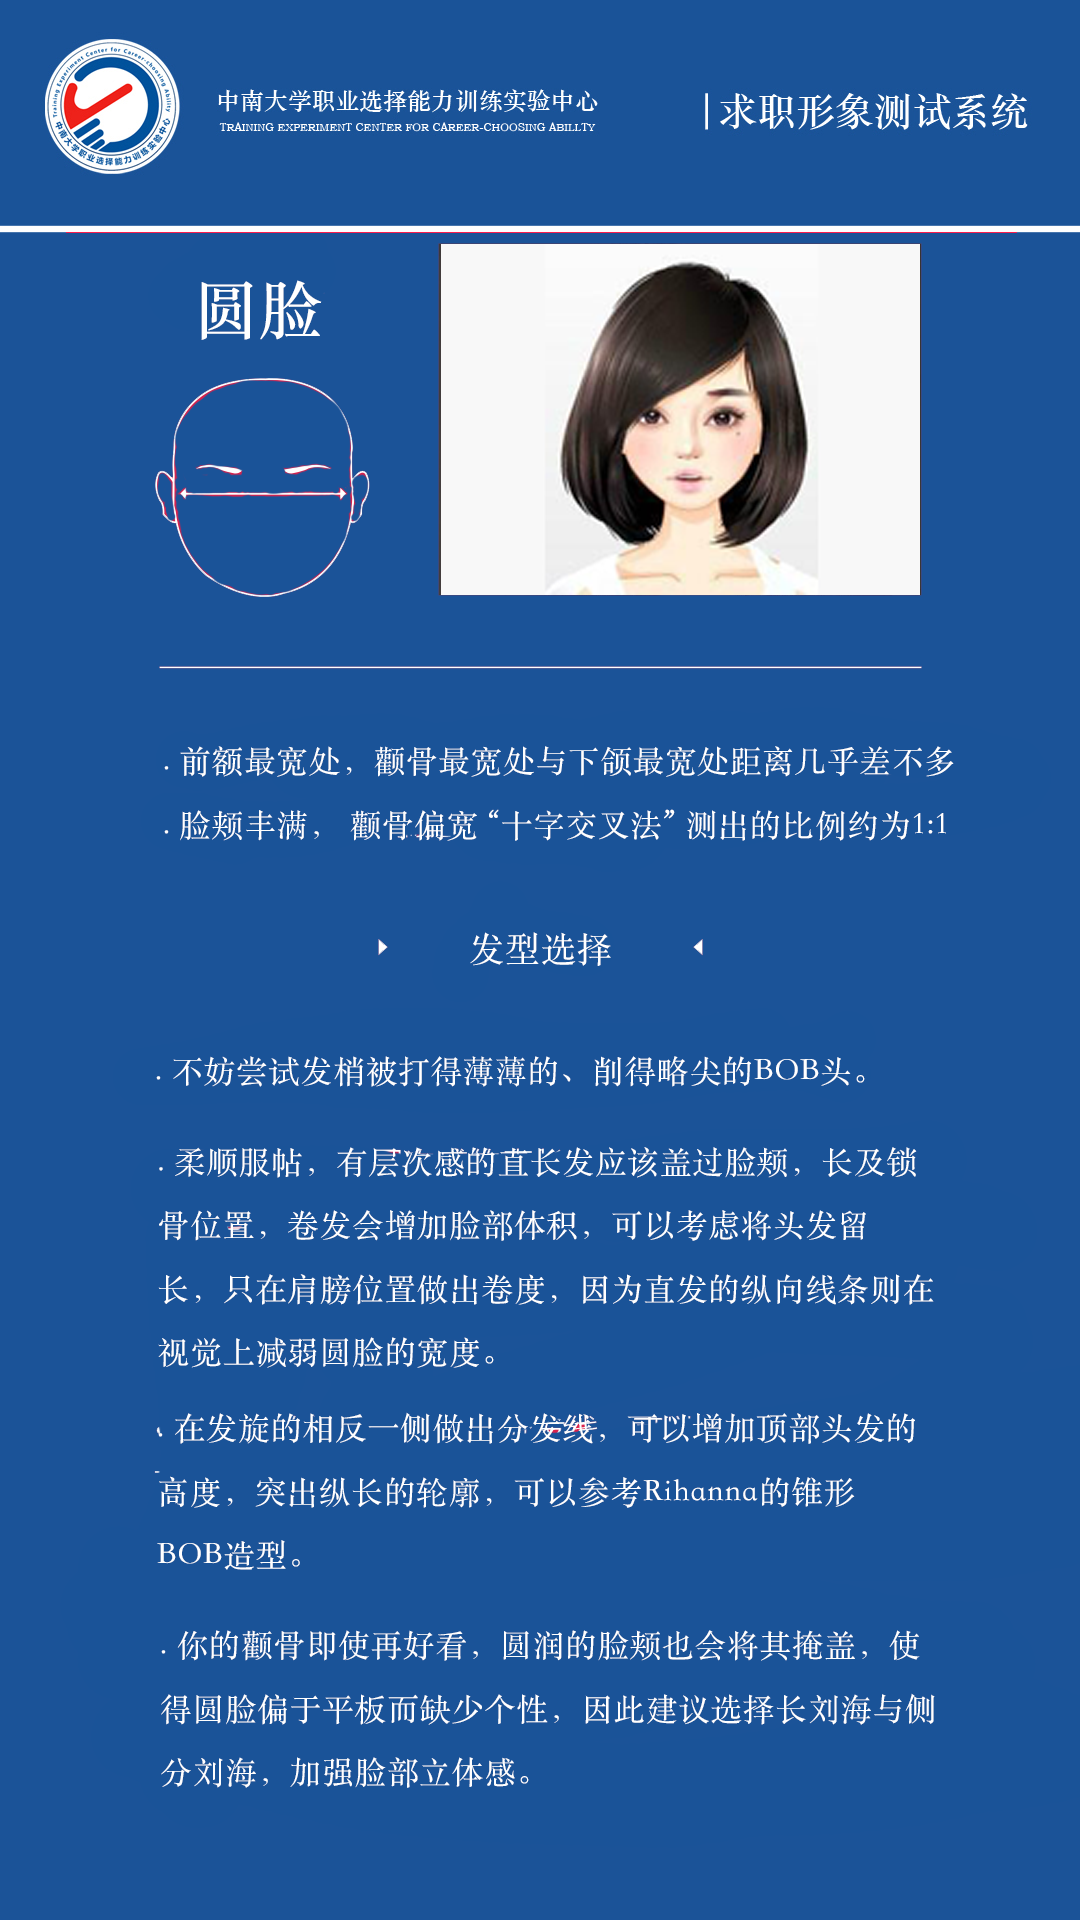 Training Experiment Center for Career-choosing Ability
中南大学职业选择能力训练实验中心
中南大学职业选择能力训练实验中心
TRAINING EXPERIMENT CENTER FOR CAREER-CHOOSING ABILLTY
|求职形象测试系统
圆脸
. 前额最宽处，颧骨最宽处与下颌最宽处距离几乎差不多
. 脸颊丰满， 颧骨偏宽“十字交叉法”测出的比例约为1:1
发型选择
. 不妨尝试发梢被打得薄薄的、削得略尖的BOB头。
. 柔顺服帖，有层次感的直长发应该盖过脸颊，长及锁
骨位置，卷发会增加脸部体积，可以考虑将头发留
长，只在肩膀位置做出卷度，因为直发的纵向线条则在
视觉上减弱圆脸的宽度。
. 在发旋的相反一侧做出分发线，可以增加顶部头发的
高度，突出纵长的轮廓，可以参考Rihanna的锥形
BOB造型。
. 你的颧骨即使再好看，圆润的脸颊也会将其掩盖，使
得圆脸偏于平板而缺少个性，因此建议选择长刘海与侧
分刘海，加强脸部立体感。